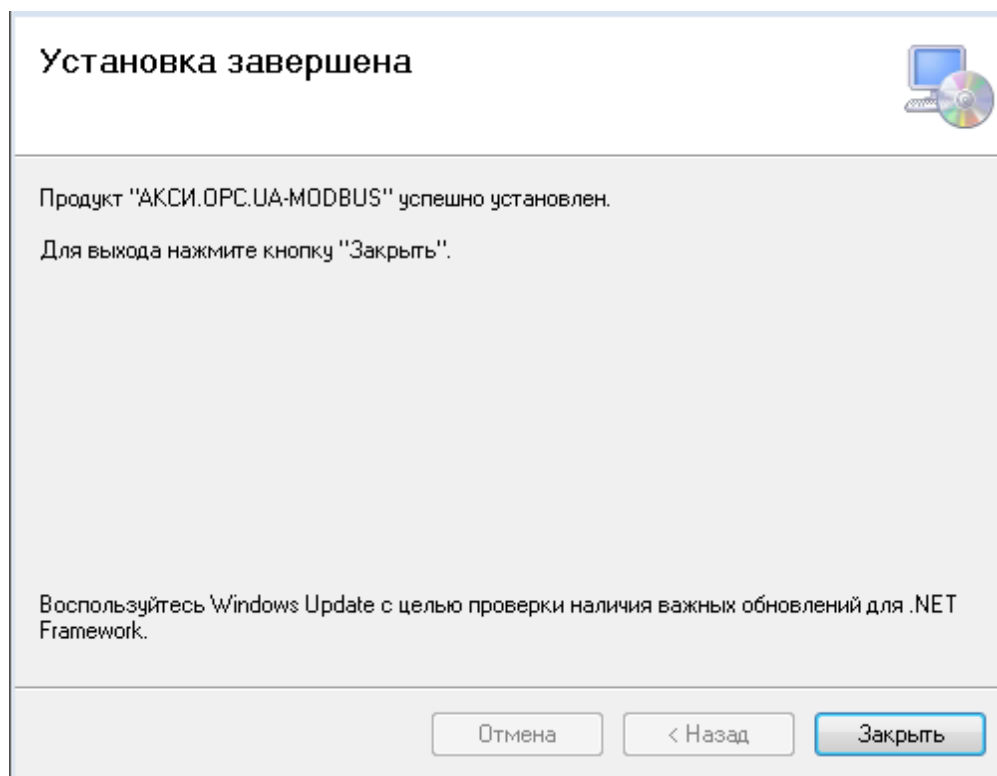 Установка завершена
Продукт "АКСИ.OPC.UA-MODBUS" успешно установлен.
Для выхода нажмите кнопку "Закрыть".
Воспользуйтесь Windows Update с целью проверки наличия важных обновлений для .NET
Framework.
Отмена
< Назад
Закрыть